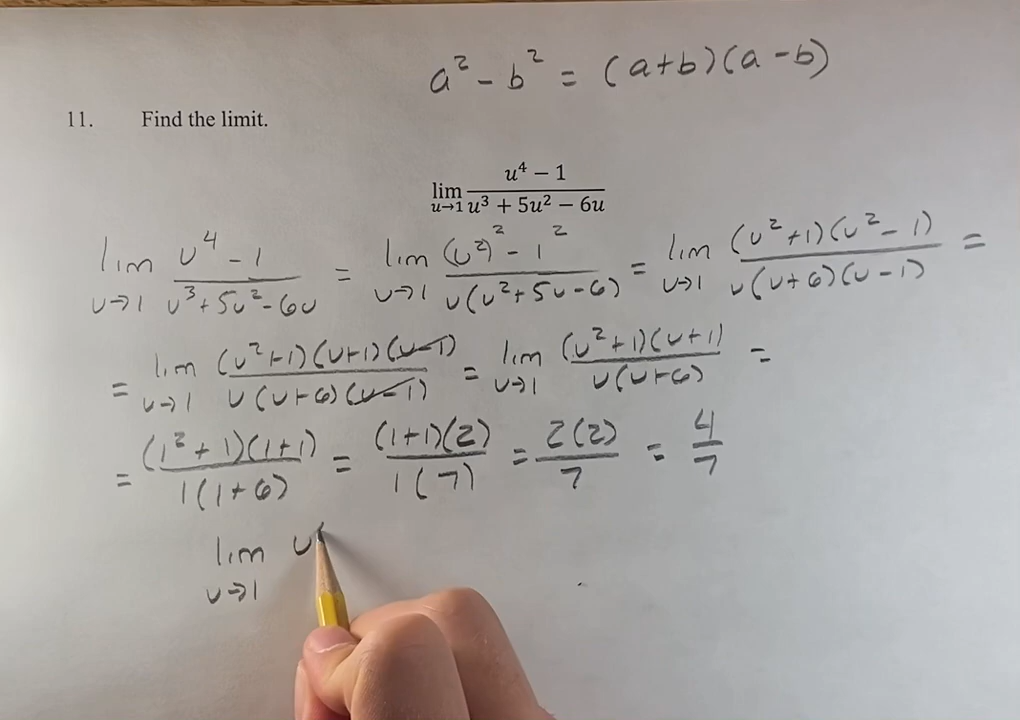 a² - b² = (a+b)(a-b)
11. Find the limit.
lim u→1 (u⁴ − 1)/(u³ + 5u² − 6u)
lim u→1 (u⁴ - 1)/(u³ + 5u² - 6u) = lim u→1 ((u²)² - 1²)/(u(u² + 5u - 6)) = lim u→1 ((u² + 1)(u² - 1))/(u(u + 6)(u - 1)) =
= lim u→1 ((u² + 1)(u + 1)(u - 1))/(u(u + 6)(u - 1)) = lim u→1 ((u² + 1)(u + 1))/(u(u + 6)) =
= ((1² + 1)(1 + 1))/(1(1 + 6)) = ((1 + 1)(2))/(1(7)) = (2(2))/7 = 4/7
lim u→1 u